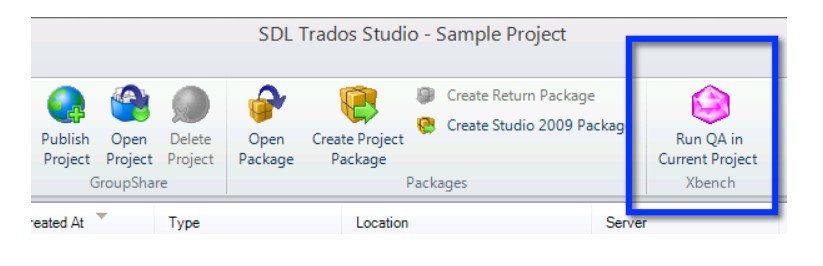 SDL Trados Studio - Sample Project
Publish Project
Open Project
Delete Project
GroupShare
Open Package
Create Project Package
Create Return Package
Create Studio 2009 Packag
Packages
Run QA in Current Project
Xbench
reated At
Type
Location
Server